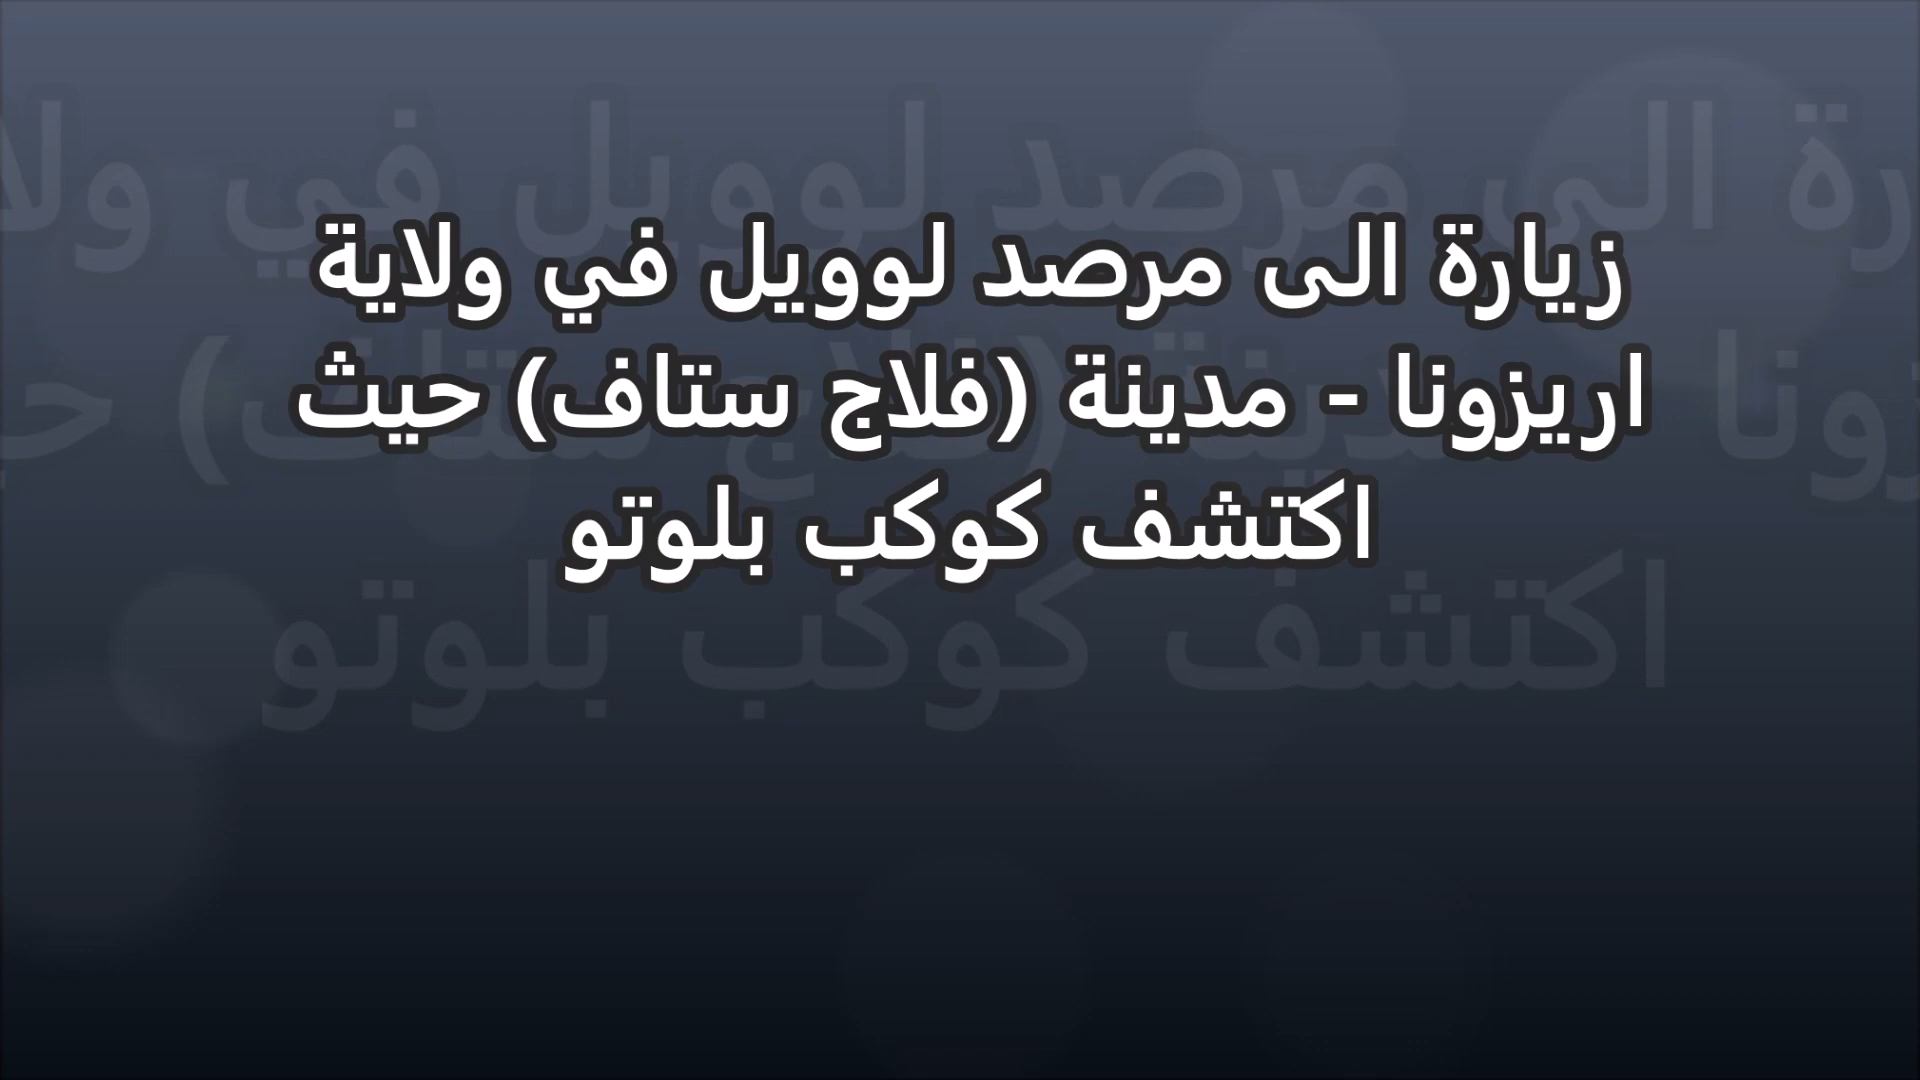 زيارة الى مرصد لوويل في ولاية
اريزونا - مدينة (فلاج ستاف) حيث
اكتشف كوكب بلوتو